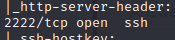 |_http-server-header:
2222/tcp open  ssh
| ssh-hostkey: